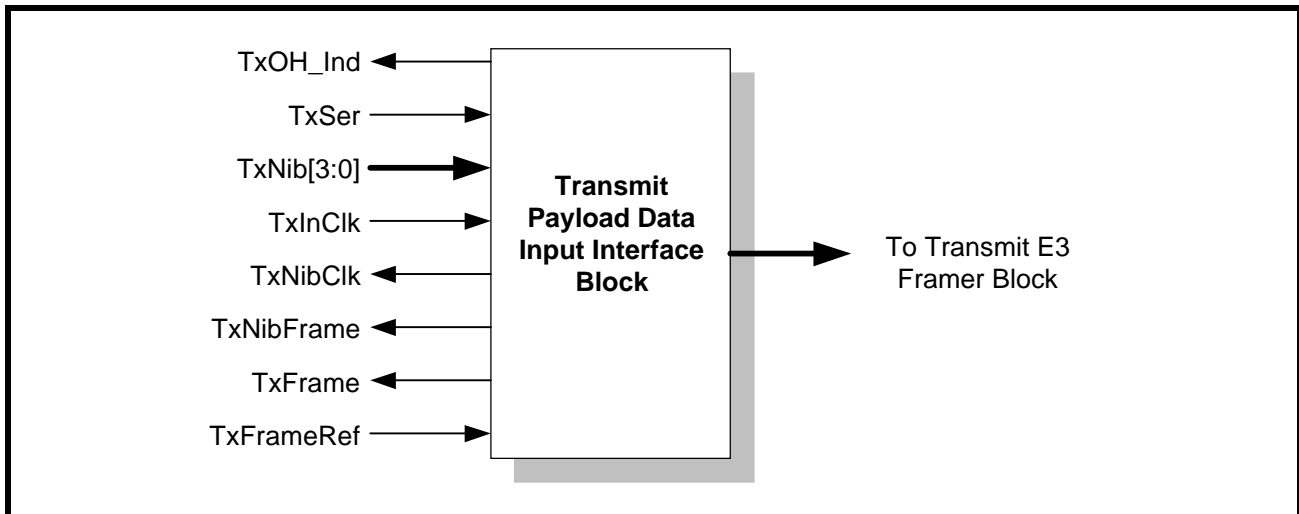 TxOH_Ind
TxSer
TxNib[3:0]
TxInClk
TxNibClk
TxNibFrame
TxFrame
TxFrameRef
Transmit
Payload Data
Input Interface
Block
To Transmit E3
Framer Block